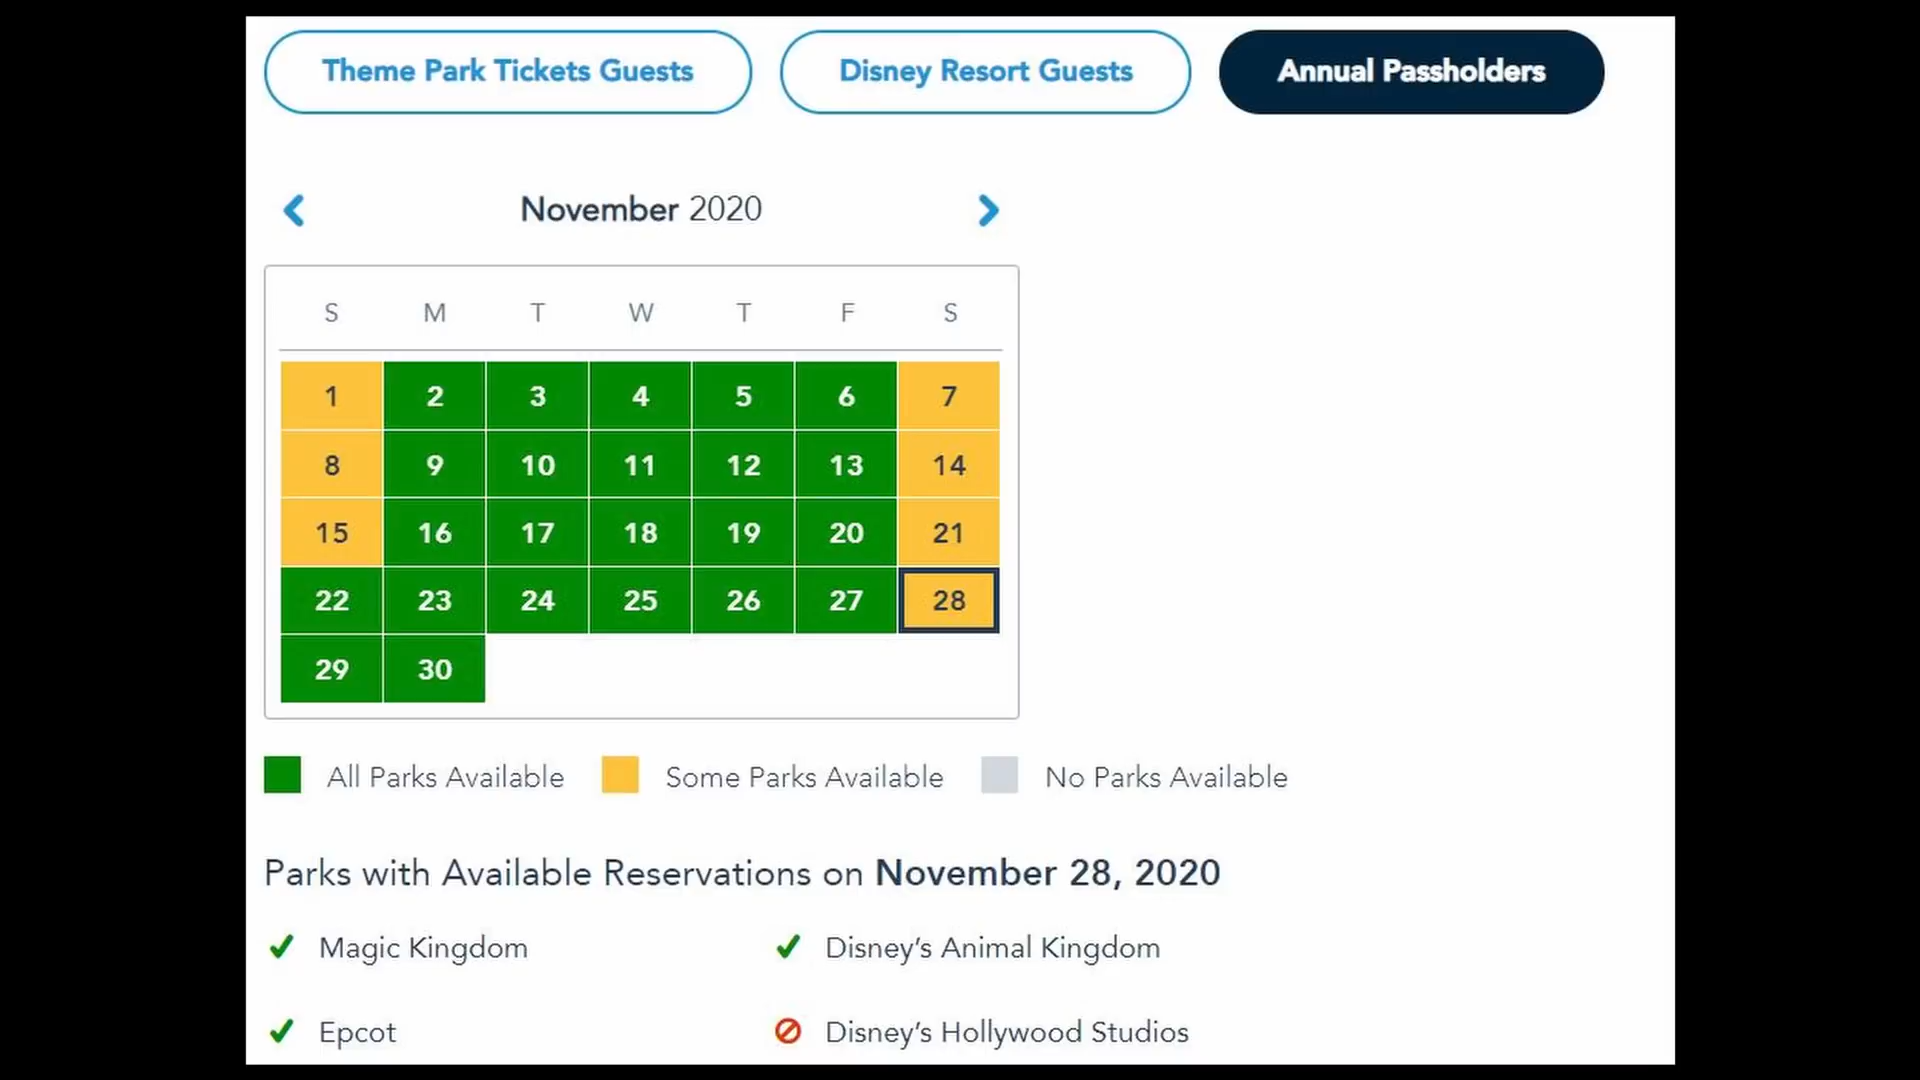 Theme Park Tickets Guests Disney Resort Guests Annual Passholders
November 2020
S M T W T F S
1 2 3 4 5 6 7
8 9 10 11 12 13 14
15 16 17 18 19 20 21
22 23 24 25 26 27 28
29 30
All Parks Available Some Parks Available No Parks Available
Parks with Available Reservations on November 28, 2020
Magic Kingdom Disney's Animal Kingdom
Epcot Disney's Hollywood Studios